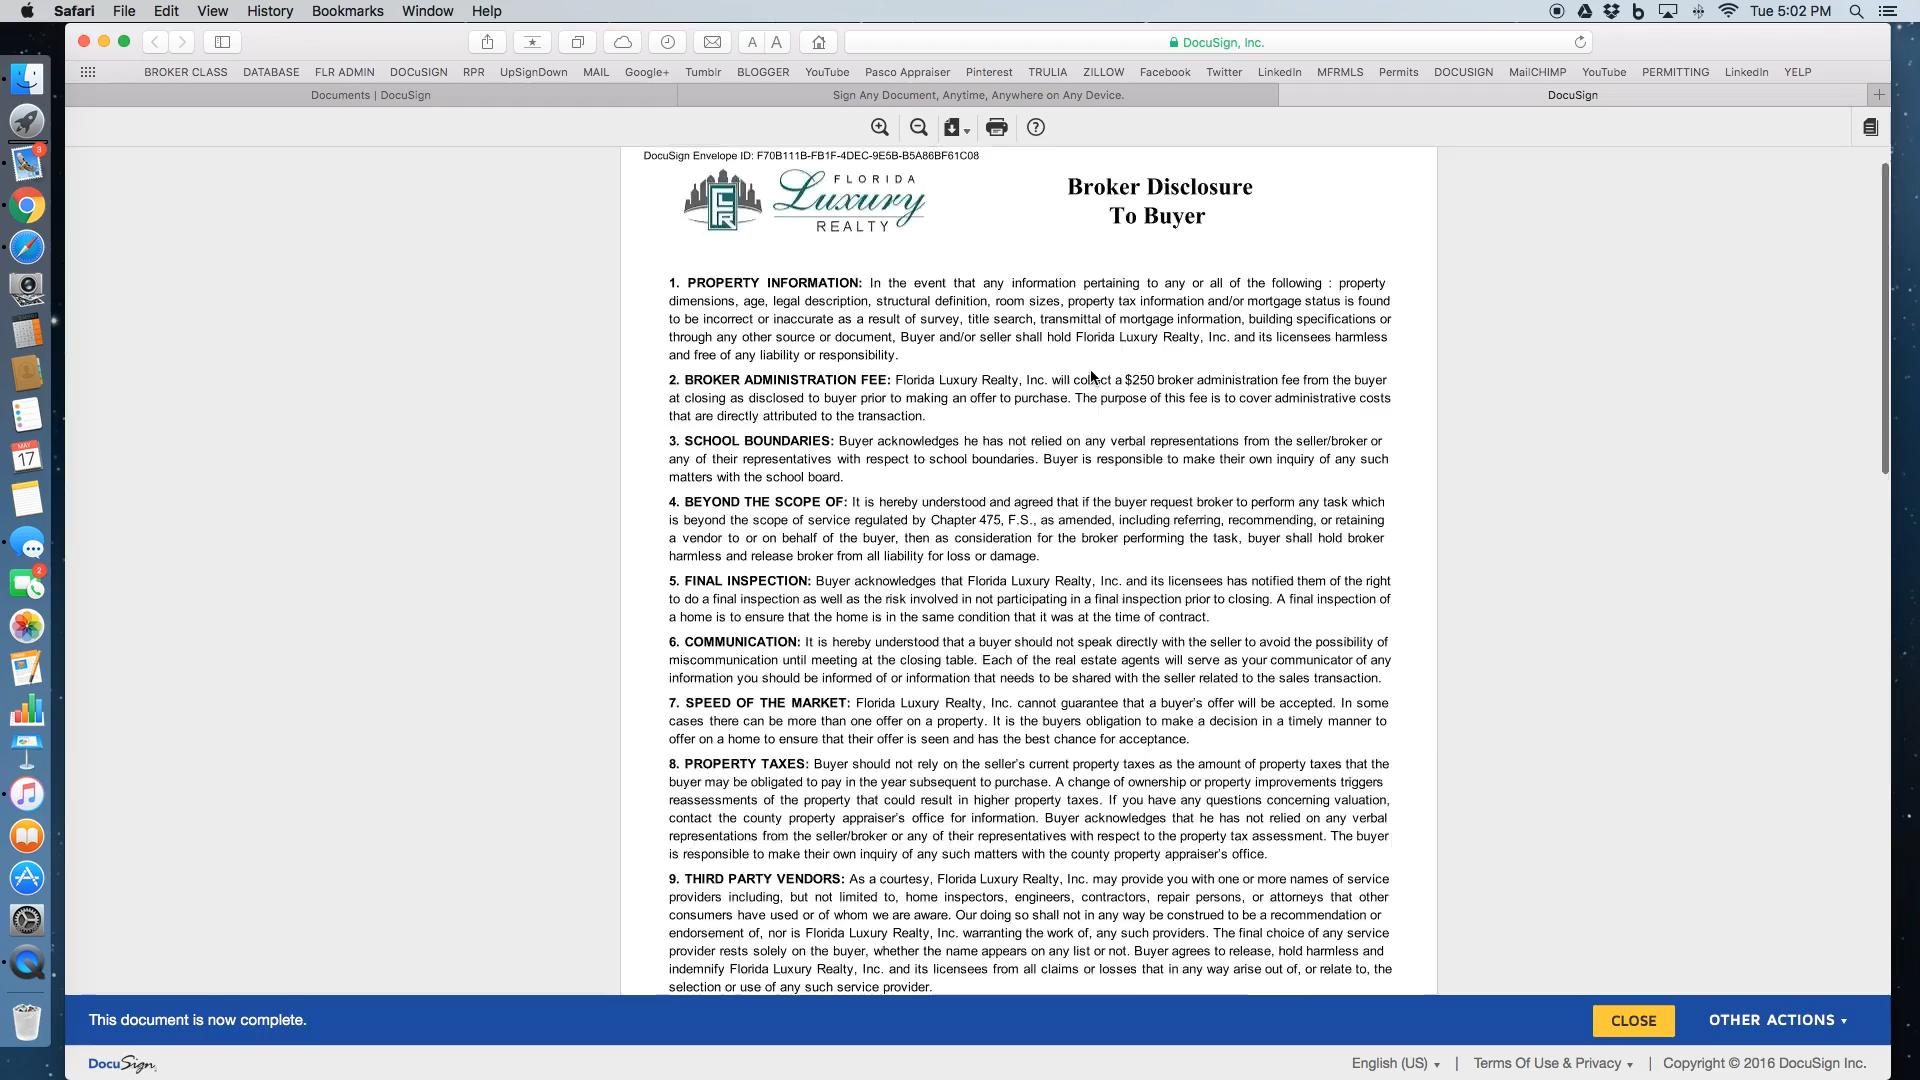 Safari File Edit View History Bookmarks Window Help Tue 5:02 PM
DocuSign, Inc.
BROKER CLASS DATABASE FLR ADMIN DOCuSIGN RPR UpSignDown MAIL Google+ Tumblr BLOGGER YouTube Pasco Appraiser Pinterest TRULIA ZILLOW Facebook Twitter LinkedIn MFRMLS Permits DOCUSIGN MailCHIMP YouTube PERMITTING LinkedIn YELP
Documents | DocuSign Sign Any Document, Anytime, Anywhere on Any Device. DocuSign
DocuSign Envelope ID: F70B111B-FB1F-4DEC-9E5B-B5A86BF61C08
FLORIDA
Luxury
REALTY
Broker Disclosure
To Buyer
1. PROPERTY INFORMATION: In the event that any information pertaining to any or all of the following : property
dimensions, age, legal description, structural definition, room sizes, property tax information and/or mortgage status is found
to be incorrect or inaccurate as a result of survey, title search, transmittal of mortgage information, building specifications or
through any other source or document, Buyer and/or seller shall hold Florida Luxury Realty, Inc. and its licensees harmless
and free of any liability or responsibility.
2. BROKER ADMINISTRATION FEE: Florida Luxury Realty, Inc. will collect a $250 broker administration fee from the buyer
at closing as disclosed to buyer prior to making an offer to purchase. The purpose of this fee is to cover administrative costs
that are directly attributed to the transaction.
3. SCHOOL BOUNDARIES: Buyer acknowledges he has not relied on any verbal representations from the seller/broker or
any of their representatives with respect to school boundaries. Buyer is responsible to make their own inquiry of any such
matters with the school board.
4. BEYOND THE SCOPE OF: It is hereby understood and agreed that if the buyer request broker to perform any task which
is beyond the scope of service regulated by Chapter 475, F.S., as amended, including referring, recommending, or retaining
a vendor to or on behalf of the buyer, then as consideration for the broker performing the task, buyer shall hold broker
harmless and release broker from all liability for loss or damage.
5. FINAL INSPECTION: Buyer acknowledges that Florida Luxury Realty, Inc. and its licensees has notified them of the right
to do a final inspection as well as the risk involved in not participating in a final inspection prior to closing. A final inspection of
a home is to ensure that the home is in the same condition that it was at the time of contract.
6. COMMUNICATION: It is hereby understood that a buyer should not speak directly with the seller to avoid the possibility of
miscommunication until meeting at the closing table. Each of the real estate agents will serve as your communicator of any
information you should be informed of or information that needs to be shared with the seller related to the sales transaction.
7. SPEED OF THE MARKET: Florida Luxury Realty, Inc. cannot guarantee that a buyer's offer will be accepted. In some
cases there can be more than one offer on a property. It is the buyers obligation to make a decision in a timely manner to
offer on a home to ensure that their offer is seen and has the best chance for acceptance.
8. PROPERTY TAXES: Buyer should not rely on the seller's current property taxes as the amount of property taxes that the
buyer may be obligated to pay in the year subsequent to purchase. A change of ownership or property improvements triggers
reassessments of the property that could result in higher property taxes. If you have any questions concerning valuation,
contact the county property appraiser's office for information. Buyer acknowledges that he has not relied on any verbal
representations from the seller/broker or any of their representatives with respect to the property tax assessment. The buyer
is responsible to make their own inquiry of any such matters with the county property appraiser's office.
9. THIRD PARTY VENDORS: As a courtesy, Florida Luxury Realty, Inc. may provide you with one or more names of service
providers including, but not limited to, home inspectors, engineers, contractors, repair persons, or attorneys that other
consumers have used or of whom we are aware. Our doing so shall not in any way be construed to be a recommendation or
endorsement of, nor is Florida Luxury Realty, Inc. warranting the work of, any such providers. The final choice of any service
provider rests solely on the buyer, whether the name appears on any list or not. Buyer agrees to release, hold harmless and
indemnify Florida Luxury Realty, Inc. and its licensees from all claims or losses that in any way arise out of, or relate to, the
selection or use of any such service provider.
This document is now complete. CLOSE OTHER ACTIONS
DocuSign English (US) | Terms Of Use & Privacy | Copyright © 2016 DocuSign Inc.
3
2
MAY
17